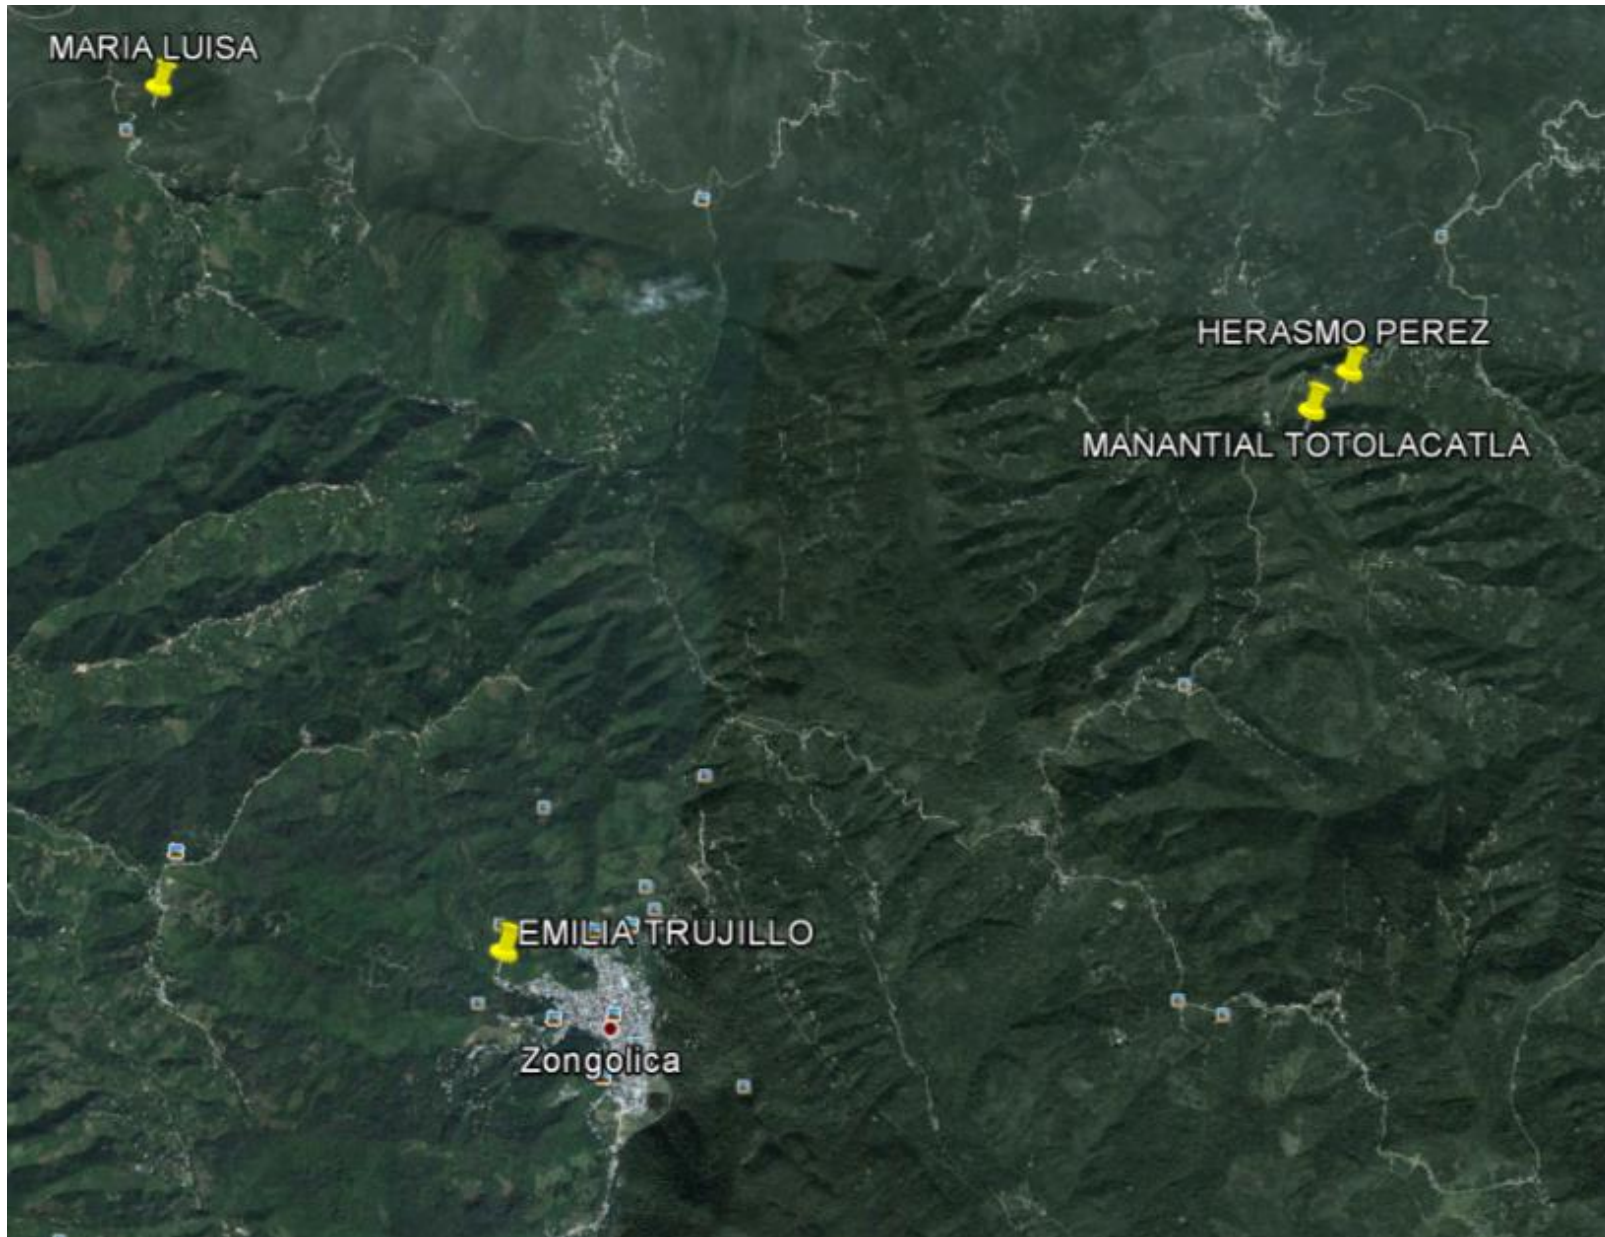 MARIA LUISA
HERASMO PEREZ
MANANTIAL TOTOLACATLA
EMILIA TRUJILLO
Zongolica